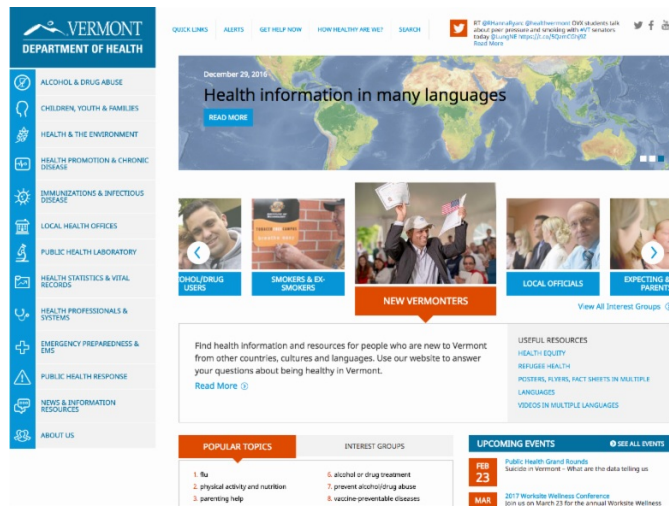 VERMONT
DEPARTMENT OF HEALTH
QUICK LINKS
ALERTS
GET HELP NOW
HOW HEALTHY ARE WE?
SEARCH
RT @RHannaRyan: @healthvermont OVX students talk
about peer pressure and smoking with #VT senators
today @LungNE
Read More
ALCOHOL & DRUG ABUSE
CHILDREN, YOUTH & FAMILIES
HEALTH & THE ENVIRONMENT
HEALTH PROMOTION & CHRONIC
DISEASE
IMMUNIZATIONS & INFECTIOUS
DISEASE
LOCAL HEALTH OFFICES
PUBLIC HEALTH LABORATORY
HEALTH STATISTICS & VITAL
RECORDS
HEALTH PROFESSIONALS &
SYSTEMS
EMERGENCY PREPAREDNESS &
EMS
PUBLIC HEALTH RESPONSE
NEWS & INFORMATION
RESOURCES
ABOUT US
December 29, 2016
Health information in many languages
READ MORE
OHOL/DRUG
USERS
SMOKERS & EX-
SMOKERS
NEW VERMONTERS
LOCAL OFFICIALS
EXPECTING &
PARENT
View All Interest Groups
Find health information and resources for people who are new to Vermont
from other countries, cultures and languages. Use our website to answer
your questions about being healthy in Vermont.
Read More
USEFUL RESOURCES
HEALTH EQUITY
REFUGEE HEALTH
POSTERS, FLYERS, FACT SHEETS IN MULTIPLE
LANGUAGES
VIDEOS IN MULTIPLE LANGUAGES
POPULAR TOPICS
INTEREST GROUPS
1. flu
2. physical activity and nutrition
3. parenting help
6. alcohol or drug treatment
7. prevent alcohol/drug abuse
8. vaccine-preventable diseases
UPCOMING EVENTS
SEE ALL EVENTS
FEB
23
Public Health Grand Rounds
Suicide in Vermont – What are the data telling us
MAR
2017 Worksite Wellness Conference
Join us on March 23 for the annual Worksite Wellness